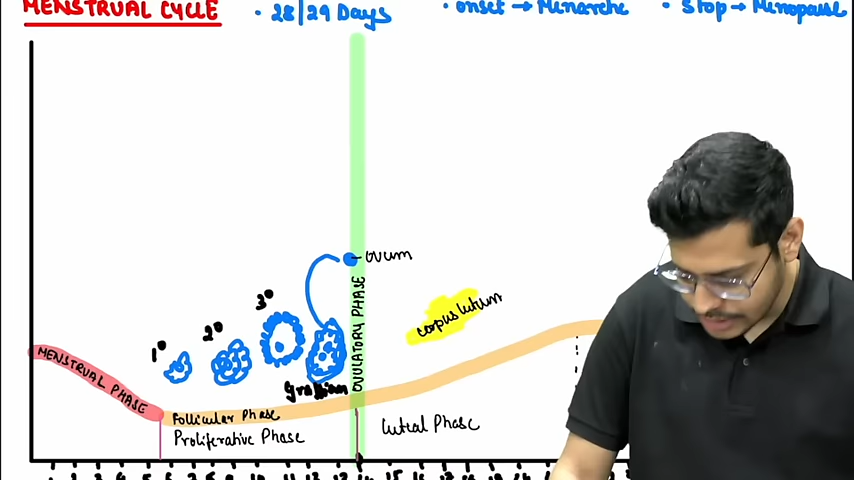 MENSTRUAL CYCLE
• 28/29 Days
• onset → Menarche
• Stop → Menopause
ovum
3°
2°
1°
corpus luteum
OVULATORY PHASE
MENSTRUAL PHASE
graffian
Follicular Phase
Proliferative Phase
Luteal Phase